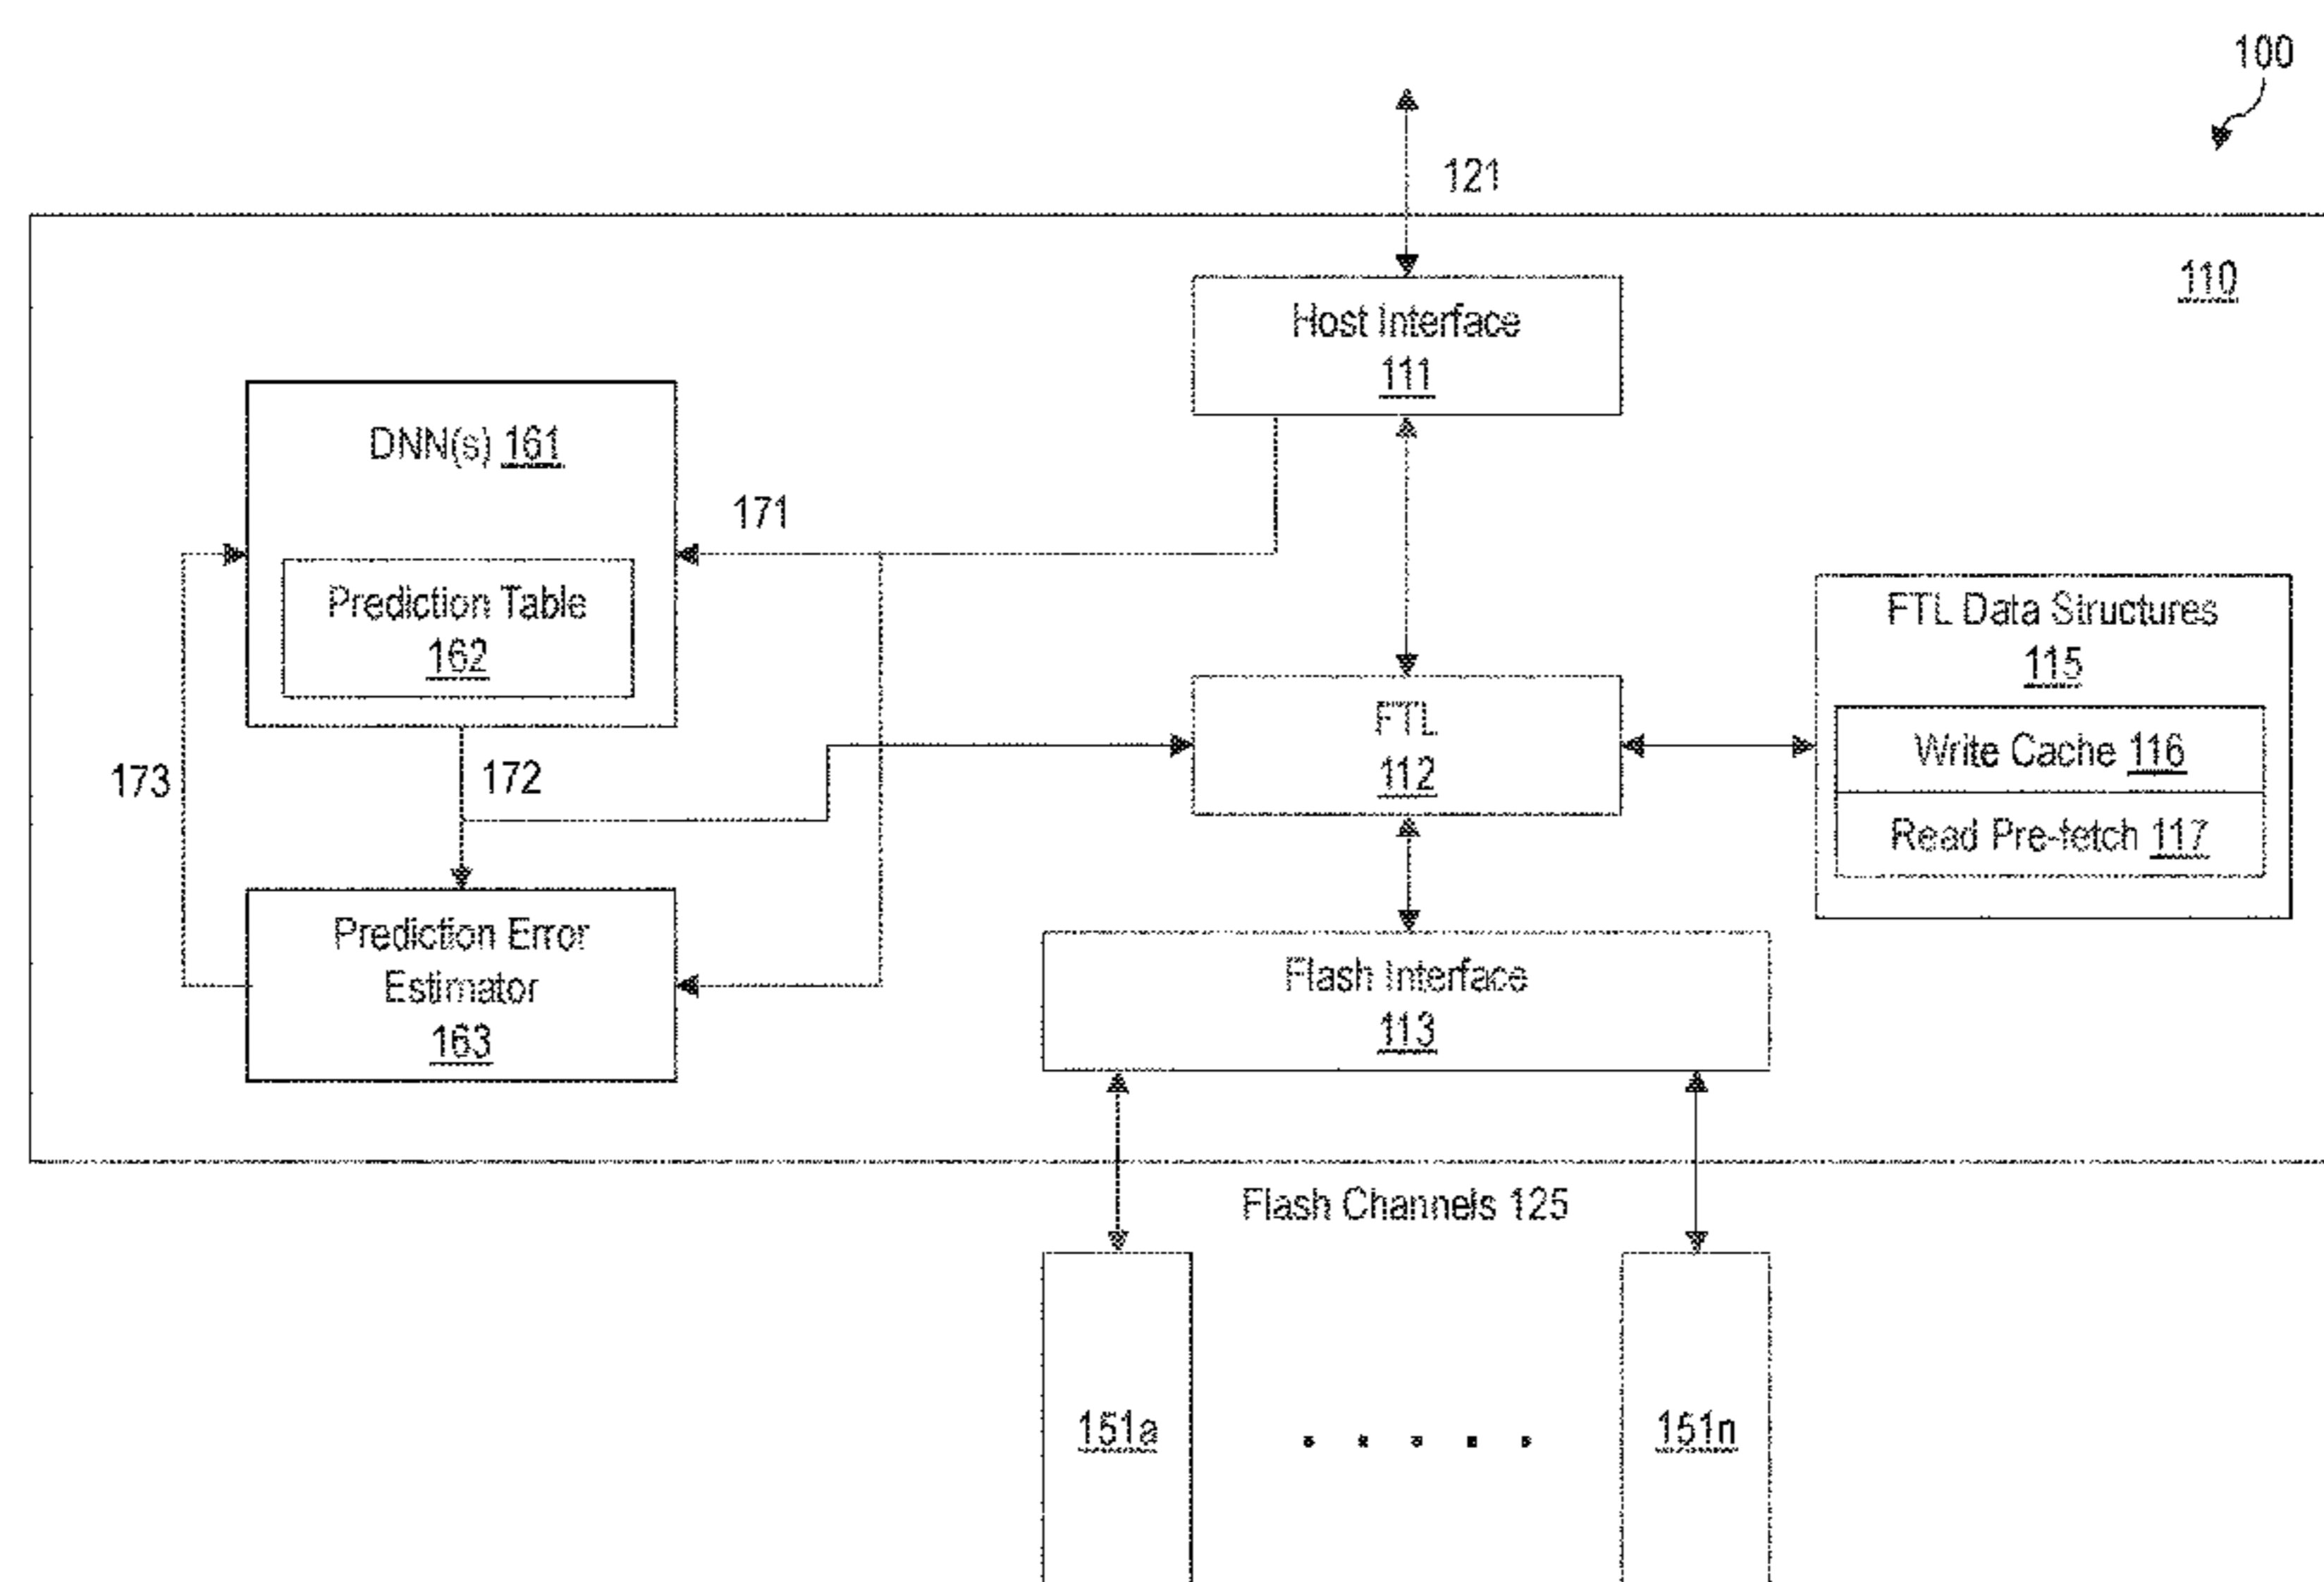 100
121
110
Host Interface
111
DNN(s) 161
171
Prediction Table
162
FTL Data Structures
115
FTL
112
Write Cache 116
173
172
Read Pre-fetch 117
Prediction Error
Estimator
163
Flash Interface
113
Flash Channels 125
151a
151n